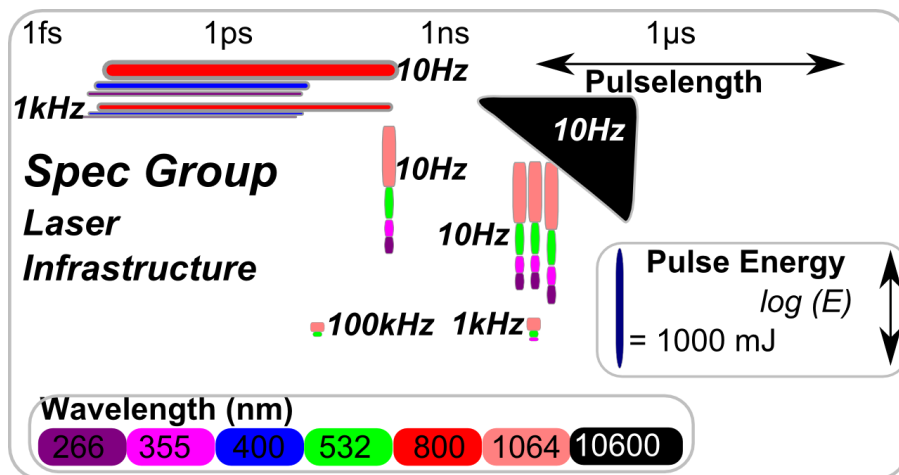 1fs 1ps 1ns 1µs
10Hz
Pulselength
1kHz
10Hz
Spec Group
10Hz
Laser
10Hz
Infrastructure
Pulse Energy
log (E)
100kHz 1kHz
= 1000 mJ
Wavelength (nm)
266 355 400 532 800 1064 10600